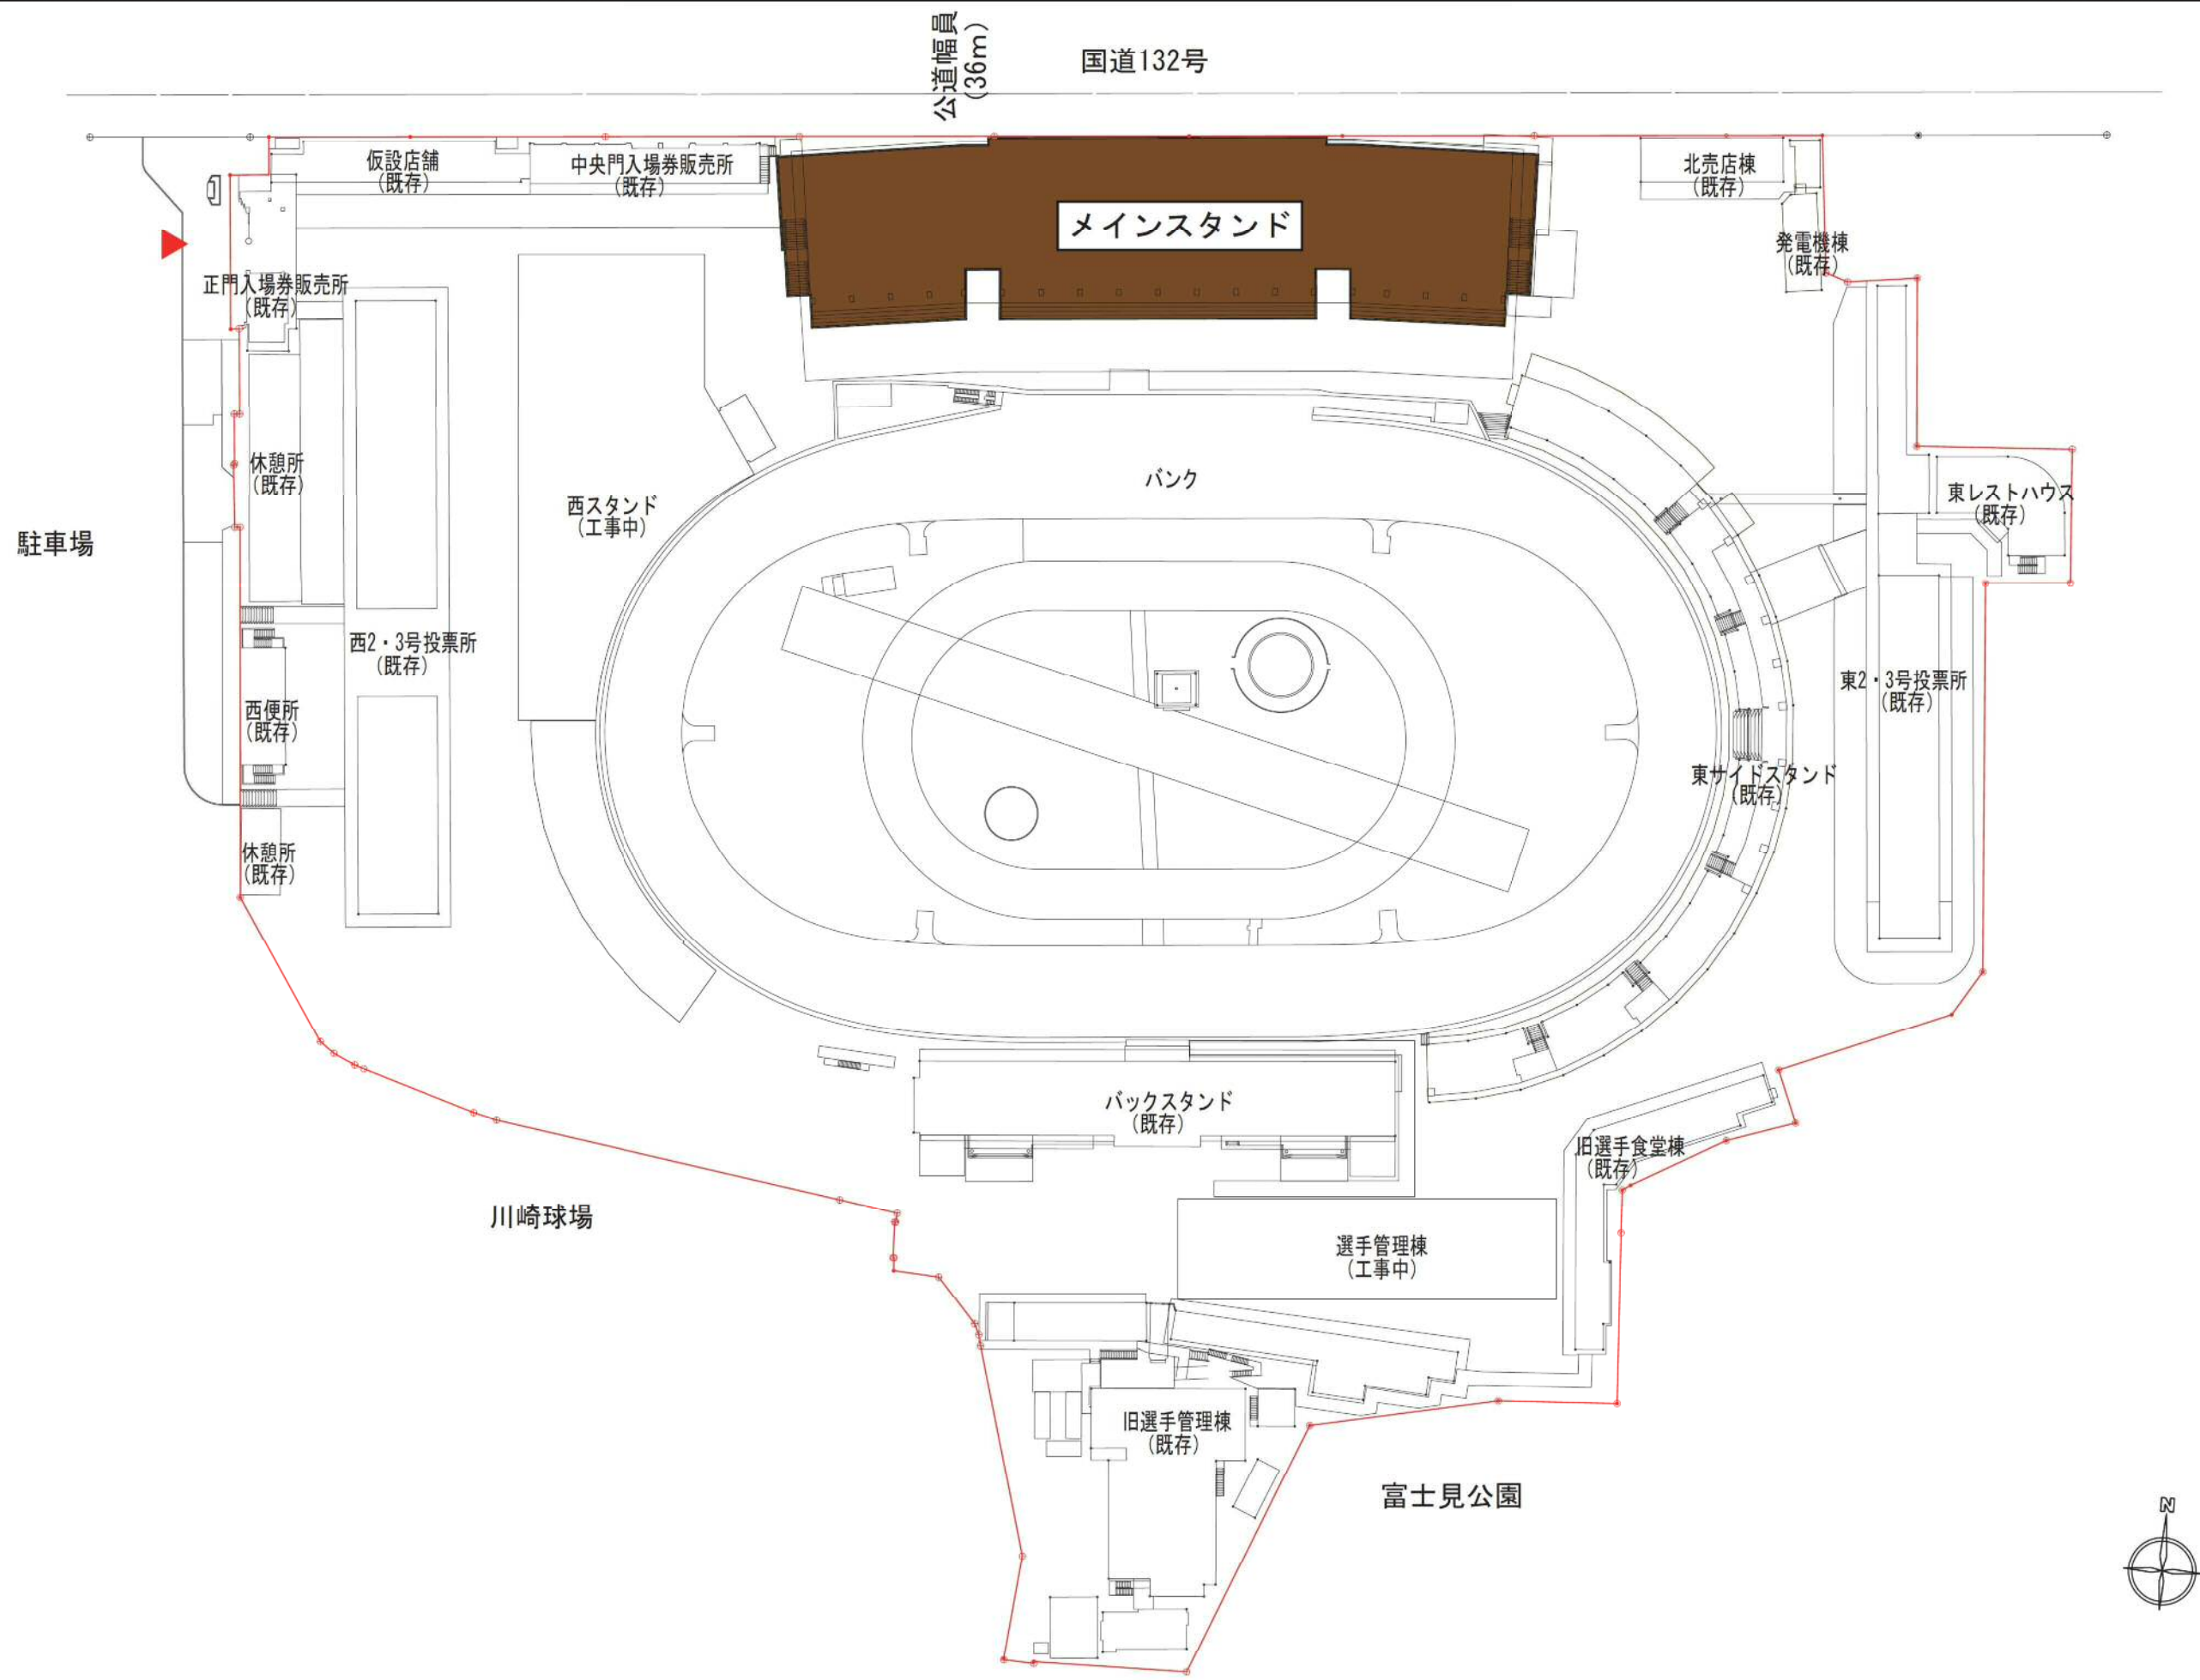 公道幅員
（36m）
国道132号
仮設店舗
（既存）
中央門入場券販売所
（既存）
メインスタンド
北売店棟
（既存）
発電機棟
（既存）
正門入場券販売所
（既存）
休憩所
（既存）
西スタンド
（工事中）
バンク
東レストハウス
（既存）
駐車場
西2・3号投票所
（既存）
東2・3号投票所
（既存）
西便所
（既存）
東サイドスタンド
（既存）
休憩所
（既存）
バックスタンド
（既存）
旧選手食堂棟
（既存）
川崎球場
選手管理棟
（工事中）
旧選手管理棟
（既存）
富士見公園
N